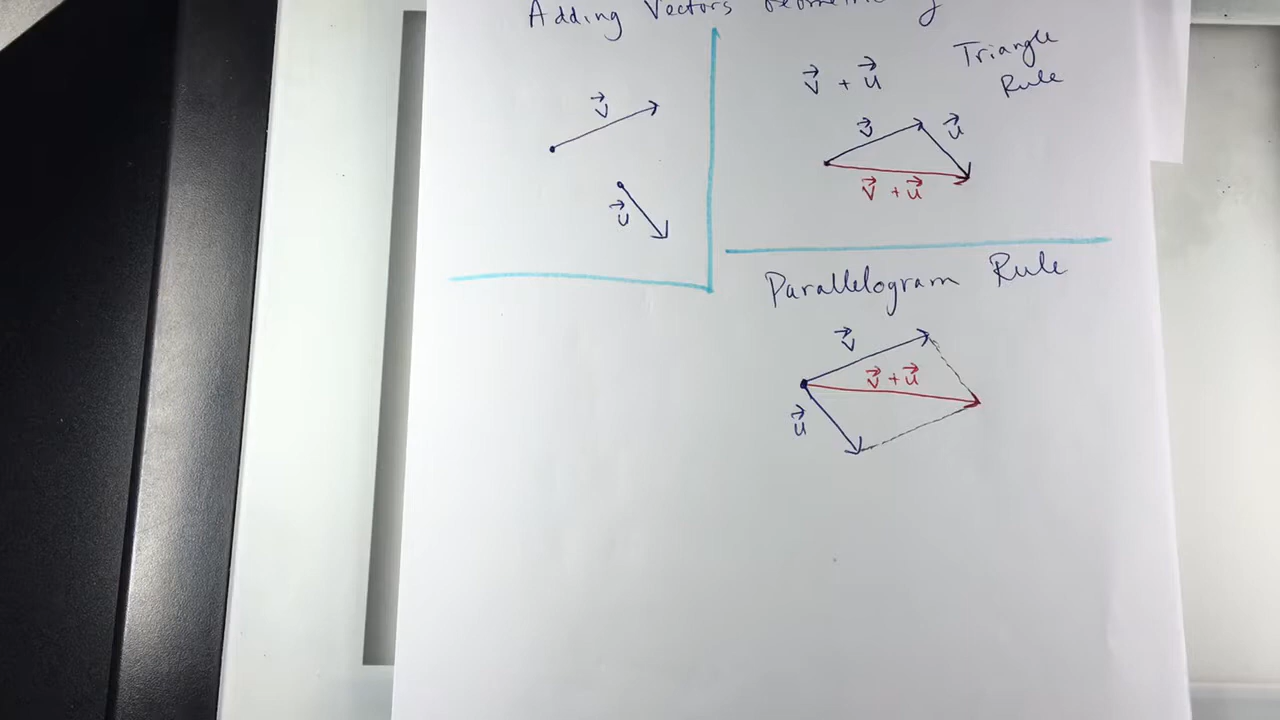 Adding Vectors
v⃗
u⃗
v⃗ + u⃗
Triangle
Rule
v⃗
u⃗
v⃗ + u⃗
Parallelogram Rule
v⃗
v⃗ + u⃗
u⃗